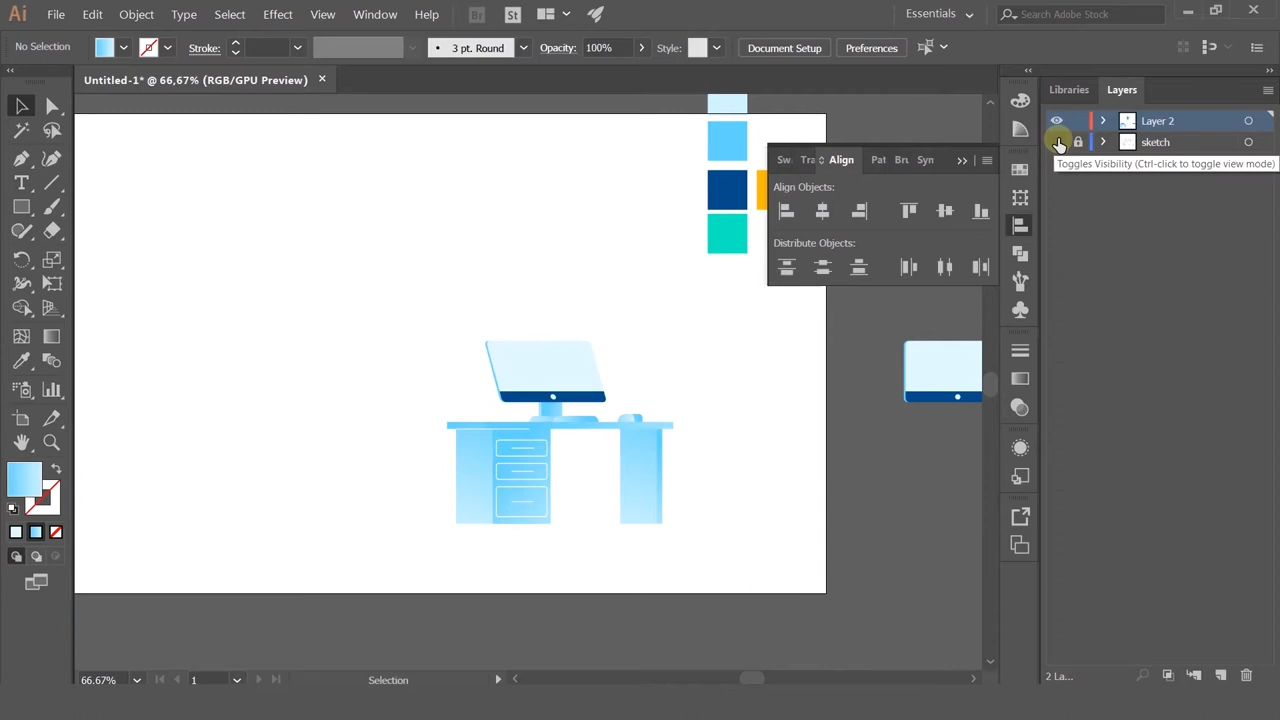 Ai File Edit Object Type Select Effect View Window Help Br St Essentials Search Adobe Stock
No Selection Stroke: 3 pt. Round Opacity: 100% Style: Document Setup Preferences
Untitled-1* @ 66,67% (RGB/GPU Preview)
Libraries Layers
Layer 2
sketch
Toggles Visibility (Ctrl-click to toggle view mode)
Sw Tra Align Pat Bru Syn
Align Objects:
Distribute Objects:
66.67% 1 Selection
2 La...